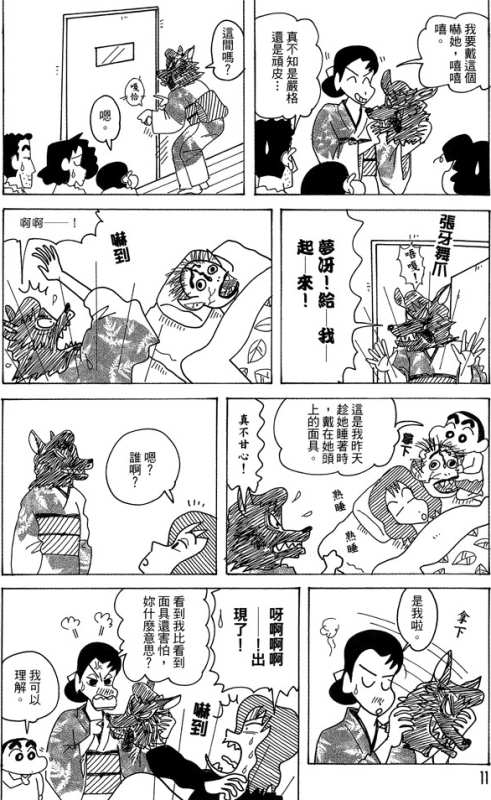 我要戴這個
嚇她，嘻嘻
嘻。
真不知是嚴格
還是頑皮…
這間嗎？
嘎恰
嗯。
張牙舞爪
唔嘎—
夢冴！給我
起來！
嚇到
啊啊——！
拿下
這是我昨天
趁她睡著時
，戴在她頭
上的面具。
熟睡
熟睡
真不甘心！
嗯？
誰啊？
拿下
是我啦。
呀啊啊啊
——！出
現了！
嚇到
看到我比看到
面具還害怕，
妳什麼意思？
我可以
理解。
11